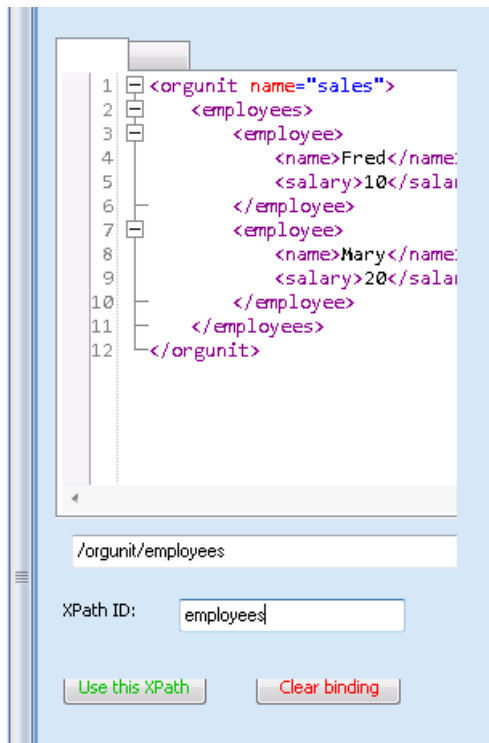 1 <orgunit name="sales">
2 <employees>
3 <employee>
4 <name>Fred</name>
5 <salary>10</salar
6 </employee>
7 <employee>
8 <name>Mary</name>
9 <salary>20</salar
10 </employee>
11 </employees>
12 </orgunit>
/orgunit/employees
XPath ID: employees
Use this XPath Clear binding